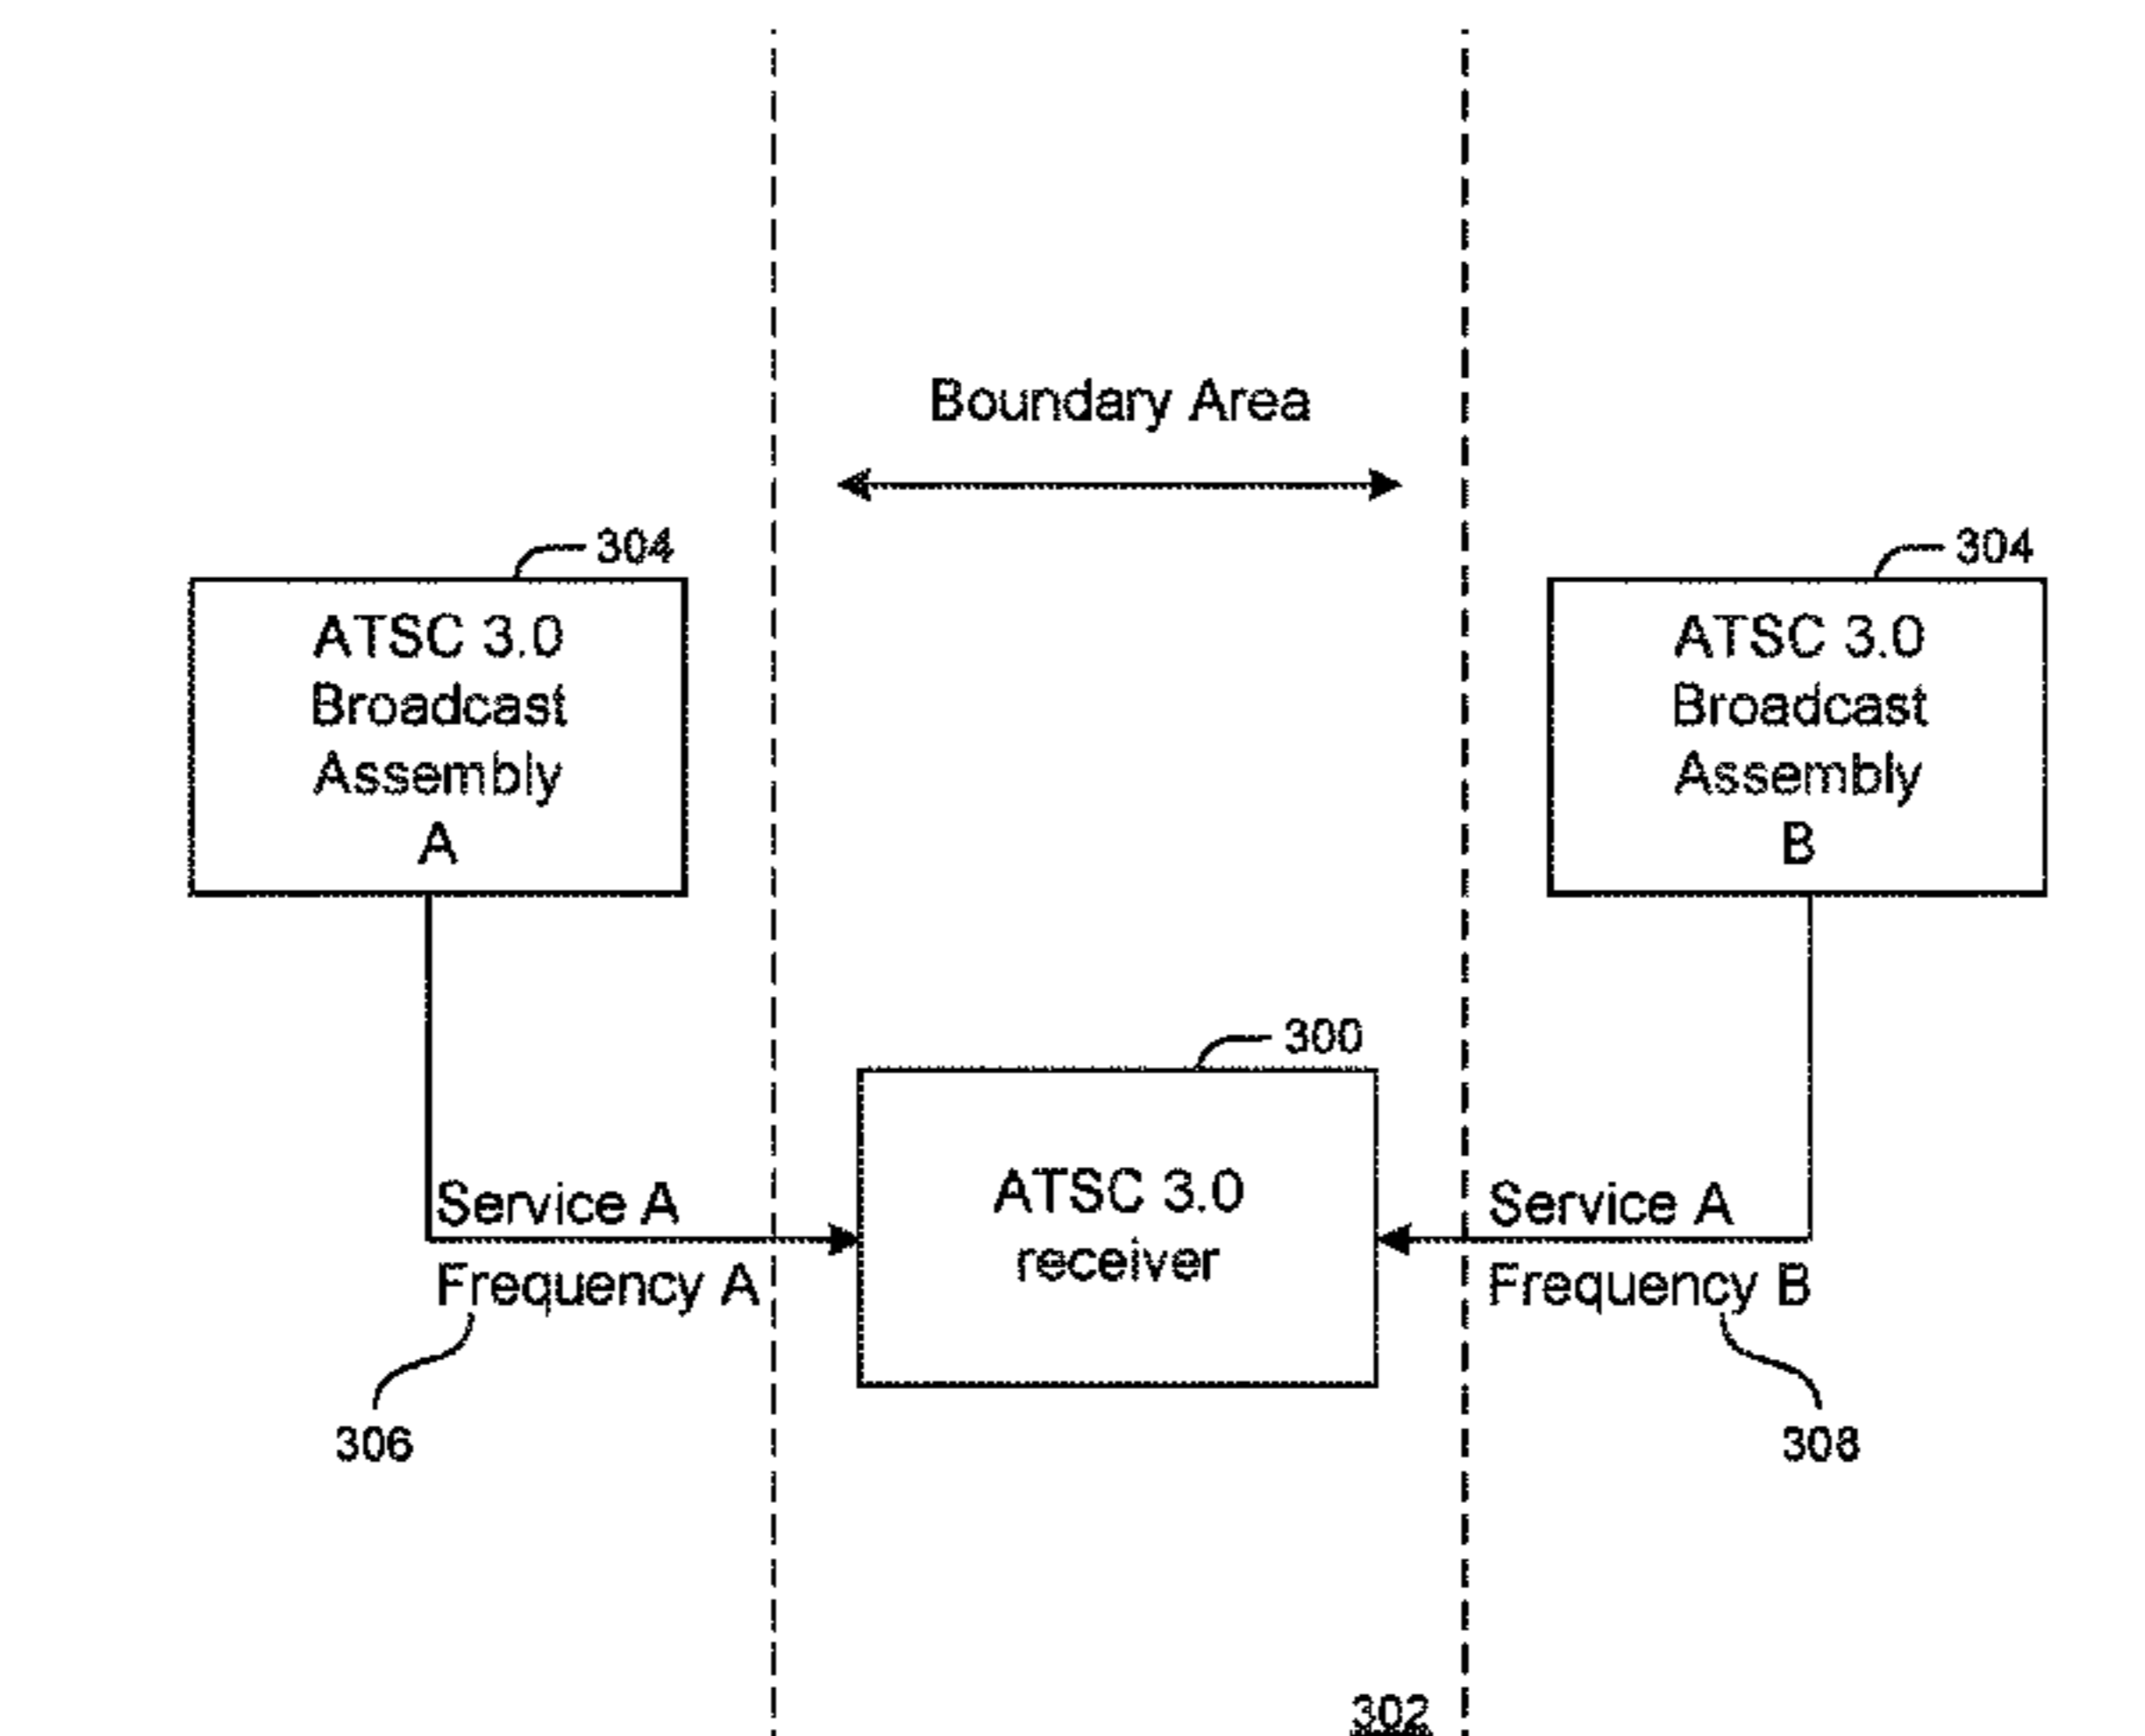 Boundary Area
304
ATSC 3.0
Broadcast
Assembly
A
304
ATSC 3.0
Broadcast
Assembly
B
300
ATSC 3.0
receiver
Service A
Frequency A
306
Service A
Frequency B
308
302